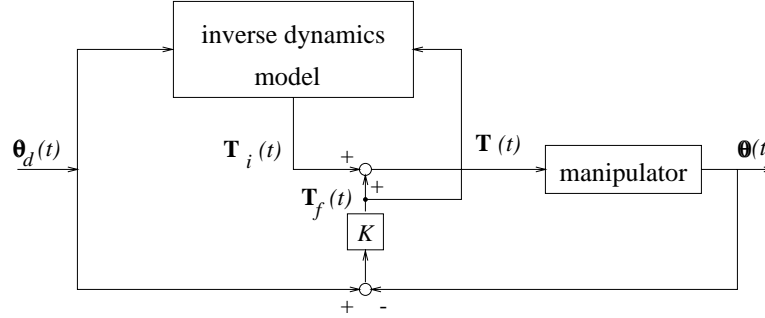 inverse dynamics
model
θd(t)
Ti(t)
+
T(t)
θ(t
manipulator
+
Tf(t)
K
+ -